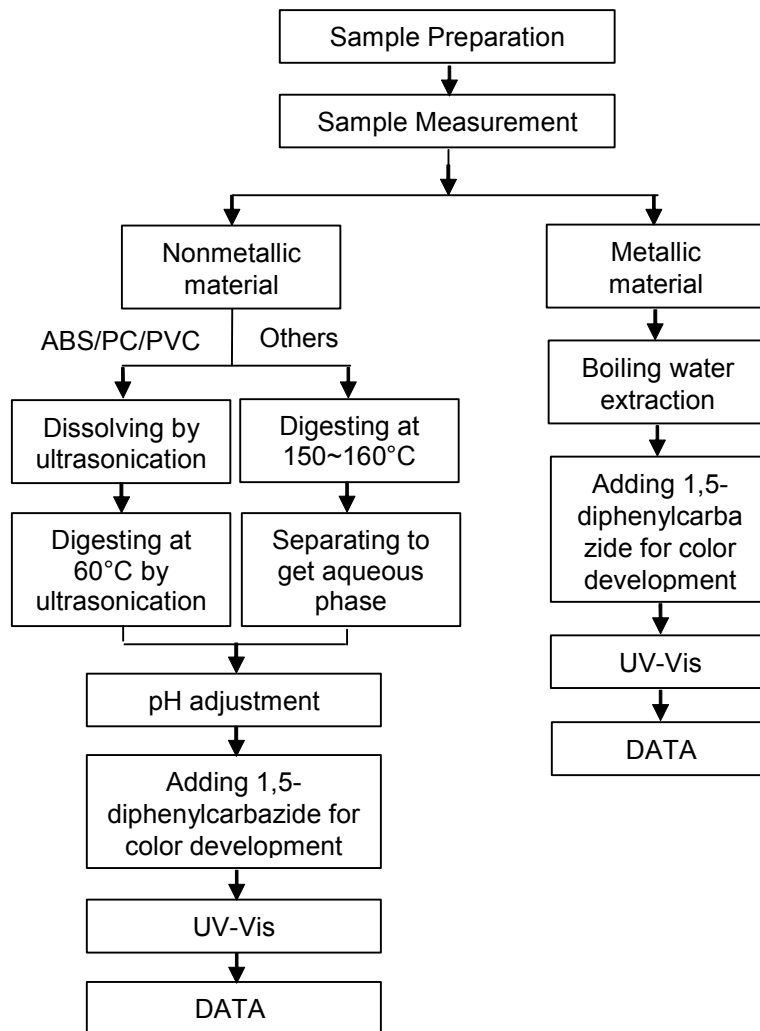 Sample Preparation
Sample Measurement
Nonmetallic
material
Metallic
material
ABS/PC/PVC
Others
Boiling water
extraction
Dissolving by
ultrasonication
Digesting at
150~160°C
Adding 1,5-
diphenylcarba
zide for color
development
Digesting at
60°C by
ultrasonication
Separating to
get aqueous
phase
UV-Vis
pH adjustment
DATA
Adding 1,5-
diphenylcarbazide for
color development
UV-Vis
DATA